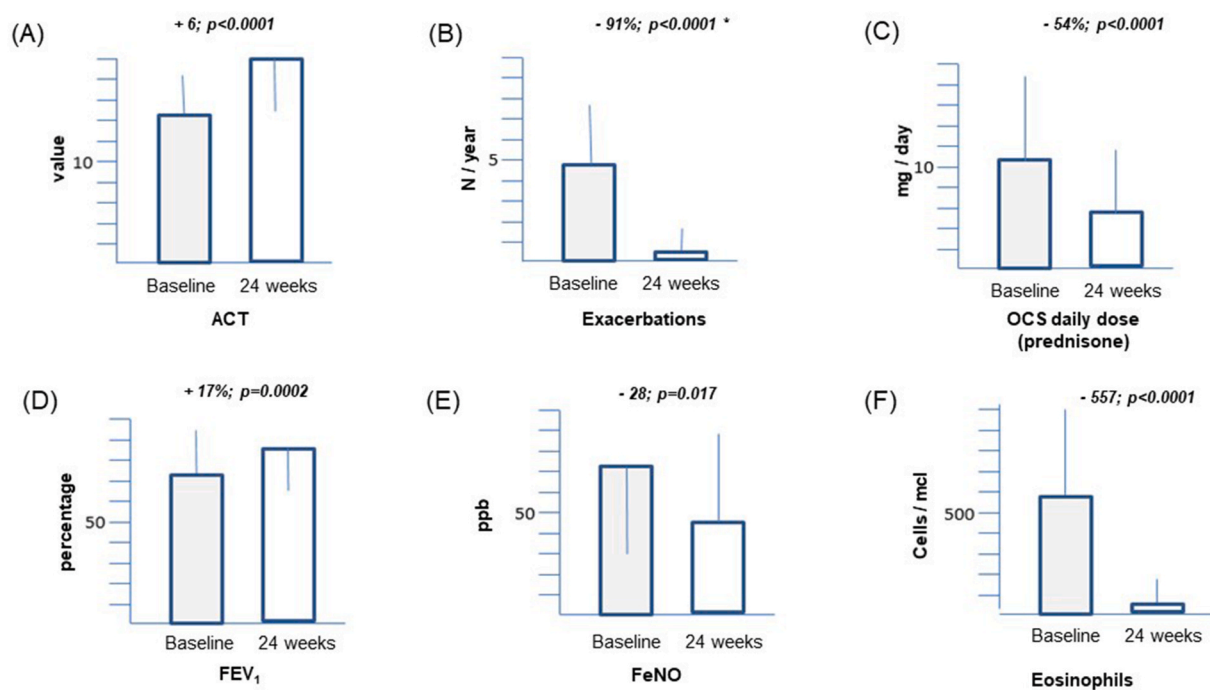 (A)
+ 6; p<0.0001
value
10
Baseline
24 weeks
ACT
(B)
- 91%; p<0.0001 *
N / year
5
Baseline
24 weeks
Exacerbations
(C)
- 54%; p<0.0001
mg / day
10
Baseline
24 weeks
OCS daily dose
(prednisone)
(D)
+ 17%; p=0.0002
percentage
50
Baseline
24 weeks
FEV₁
(E)
- 28; p=0.017
ppb
50
Baseline
24 weeks
FeNO
(F)
- 557; p<0.0001
Cells / mcl
500
Baseline
24 weeks
Eosinophils